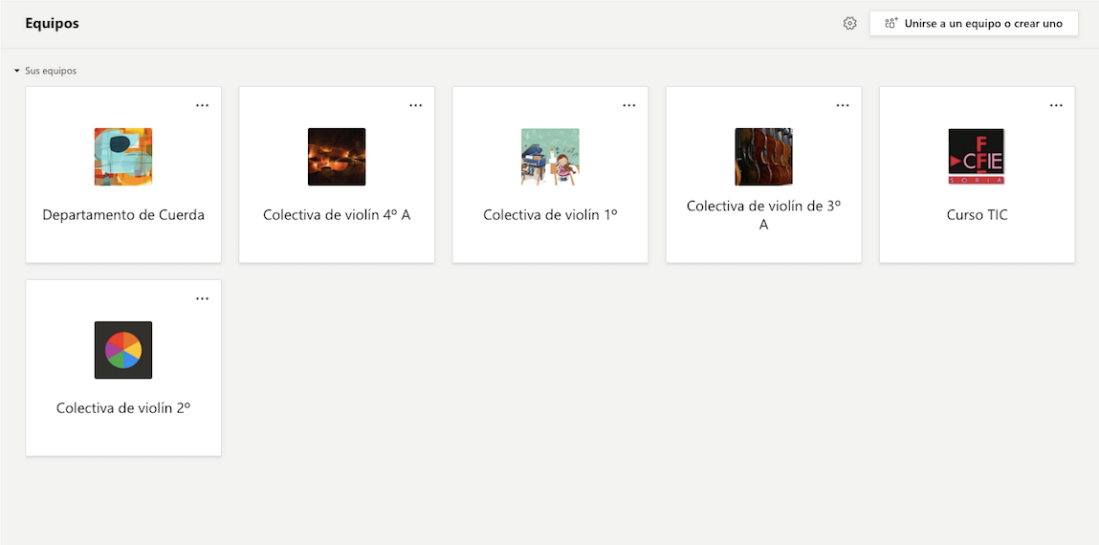 Equipos
Unirse a un equipo o crear uno
Sus equipos
Departamento de Cuerda
Colectiva de violín 4º A
Colectiva de violín 1º
Colectiva de violín de 3º
A
CFIE
SORIA
Curso TIC
Colectiva de violín 2º